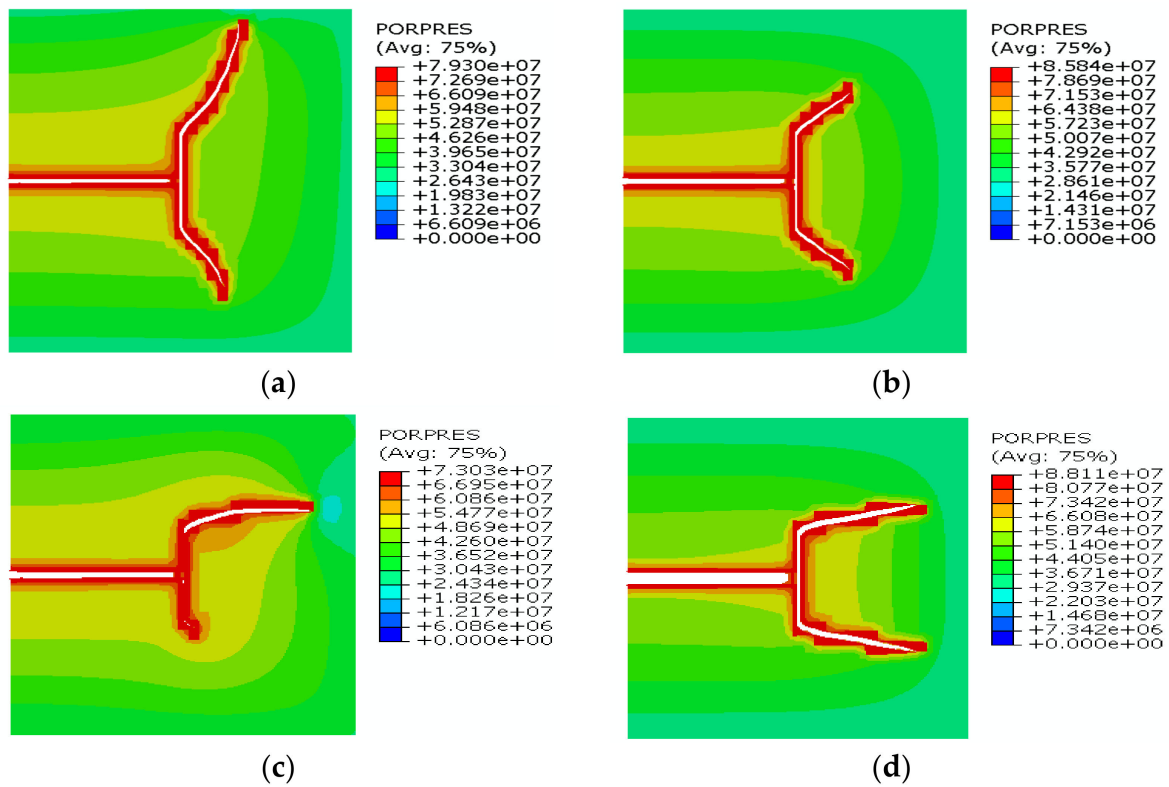 PORPRES
(Avg: 75%)
+7.930e+07
+7.269e+07
+6.609e+07
+5.948e+07
+5.287e+07
+4.626e+07
+3.965e+07
+3.304e+07
+2.643e+07
+1.983e+07
+1.322e+07
+6.609e+06
+0.000e+00
(a)
PORPRES
(Avg: 75%)
+8.584e+07
+7.869e+07
+7.153e+07
+6.438e+07
+5.723e+07
+5.007e+07
+4.292e+07
+3.577e+07
+2.861e+07
+2.146e+07
+1.431e+07
+7.153e+06
+0.000e+00
(b)
PORPRES
(Avg: 75%)
+7.303e+07
+6.695e+07
+6.086e+07
+5.477e+07
+4.869e+07
+4.260e+07
+3.652e+07
+3.043e+07
+2.434e+07
+1.826e+07
+1.217e+07
+6.086e+06
+0.000e+00
(c)
PORPRES
(Avg: 75%)
+8.811e+07
+8.077e+07
+7.342e+07
+6.608e+07
+5.874e+07
+5.140e+07
+4.405e+07
+3.671e+07
+2.937e+07
+2.203e+07
+1.468e+07
+7.342e+06
+0.000e+00
(d)